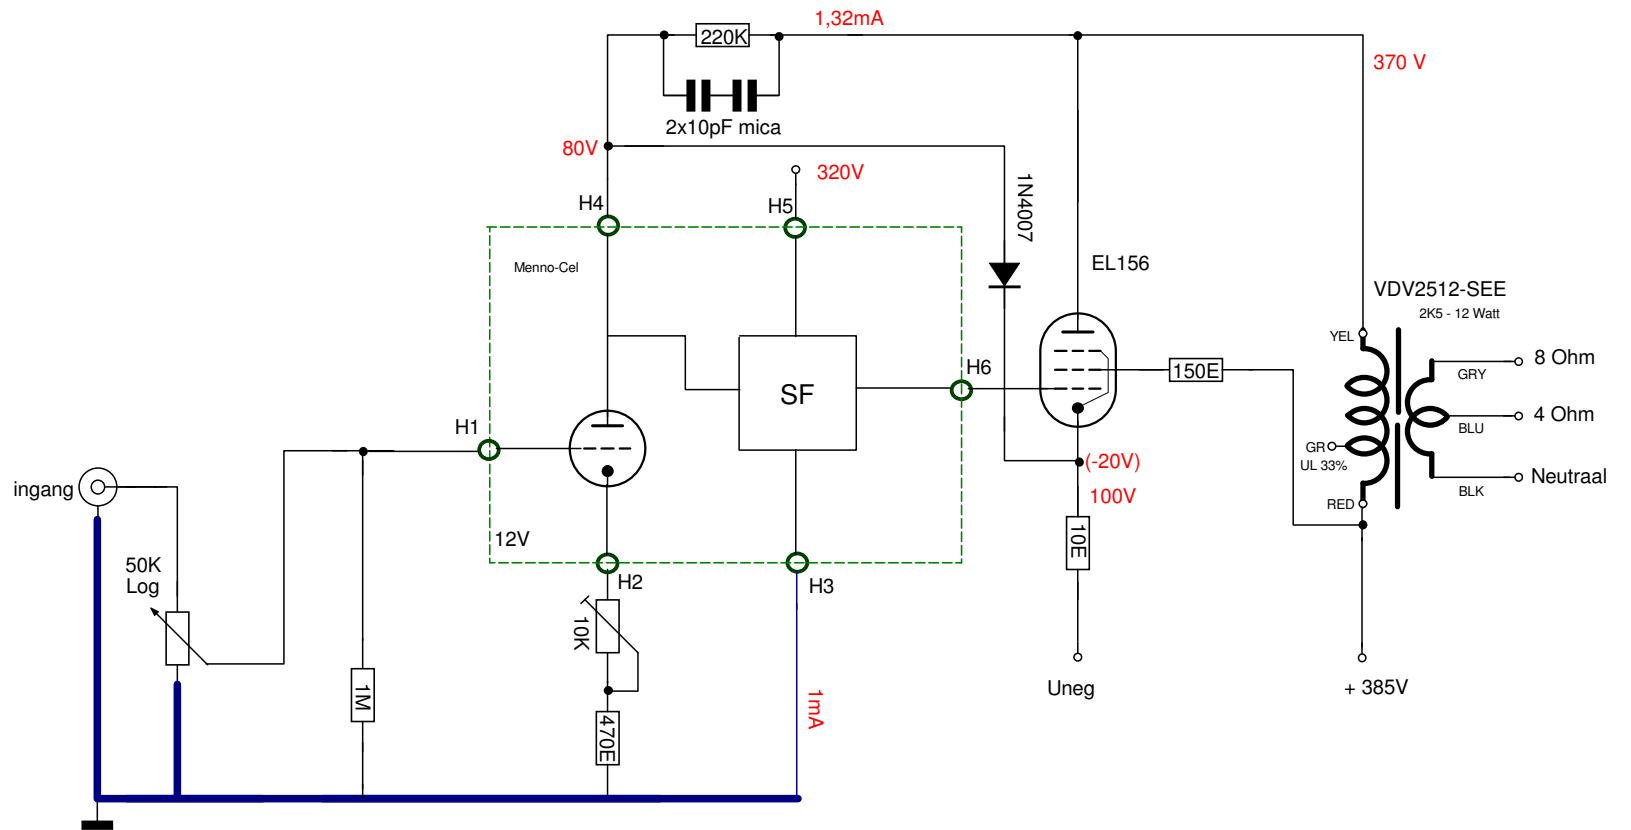 1,32mA
220K
370 V
2x10pF mica
80V
320V
1N4007
H4
H5
Menno-Cel
EL156
VDV2512-SEE
2K5 - 12 Watt
YEL
8 Ohm
GRY
H6
150E
SF
4 Ohm
BLU
H1
GR
UL 33%
(-20V)
ingang
100V
RED
BLK
Neutraal
12V
10E
50K
Log
H2
H3
10K
1M
470E
1mA
Uneg
+ 385V